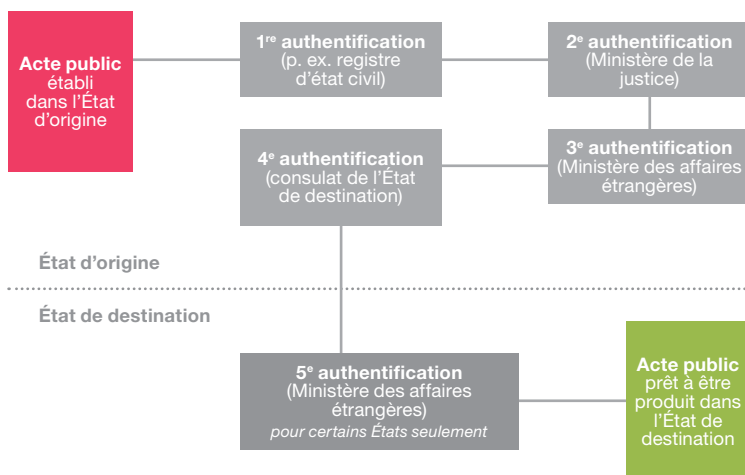 Acte public
établi
dans l’État
d’origine
1re authentification
(p. ex. registre
d’état civil)
2e authentification
(Ministère de la
justice)
3e authentification
(Ministère des affaires
étrangères)
4e authentification
(consulat de l’État
de destination)
État d’origine
État de destination
5e authentification
(Ministère des affaires
étrangères)
pour certains États seulement
Acte public
prêt à être
produit dans
l’État de
destination